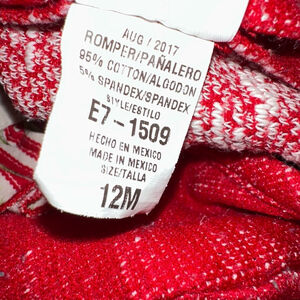 AUG / 2017
ROMPER/PAÑALERO
95% COTTON/ALGODON
5% SPANDEX/SPANDEX
STYLE/ESTILO
E7-1509
HECHO EN MEXICO
MADE IN MEXICO
SIZE/TALLA
12M